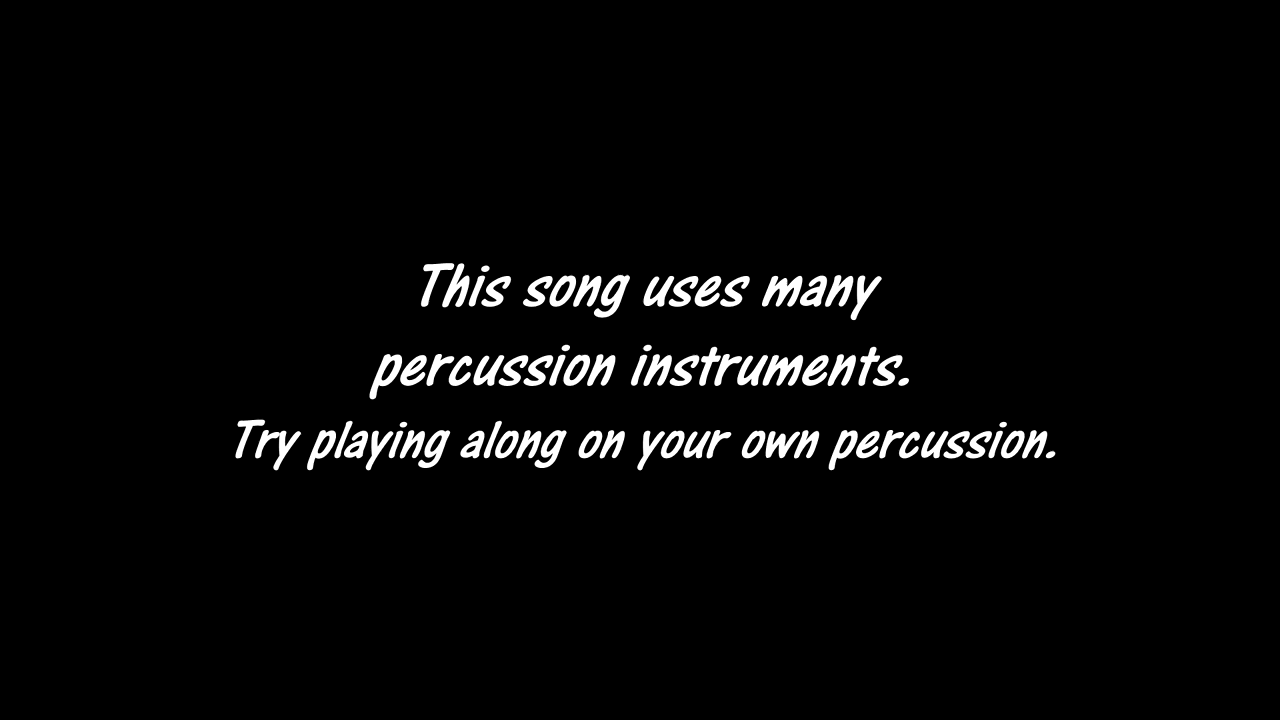 This song uses many
percussion instruments.
Try playing along on your own percussion.